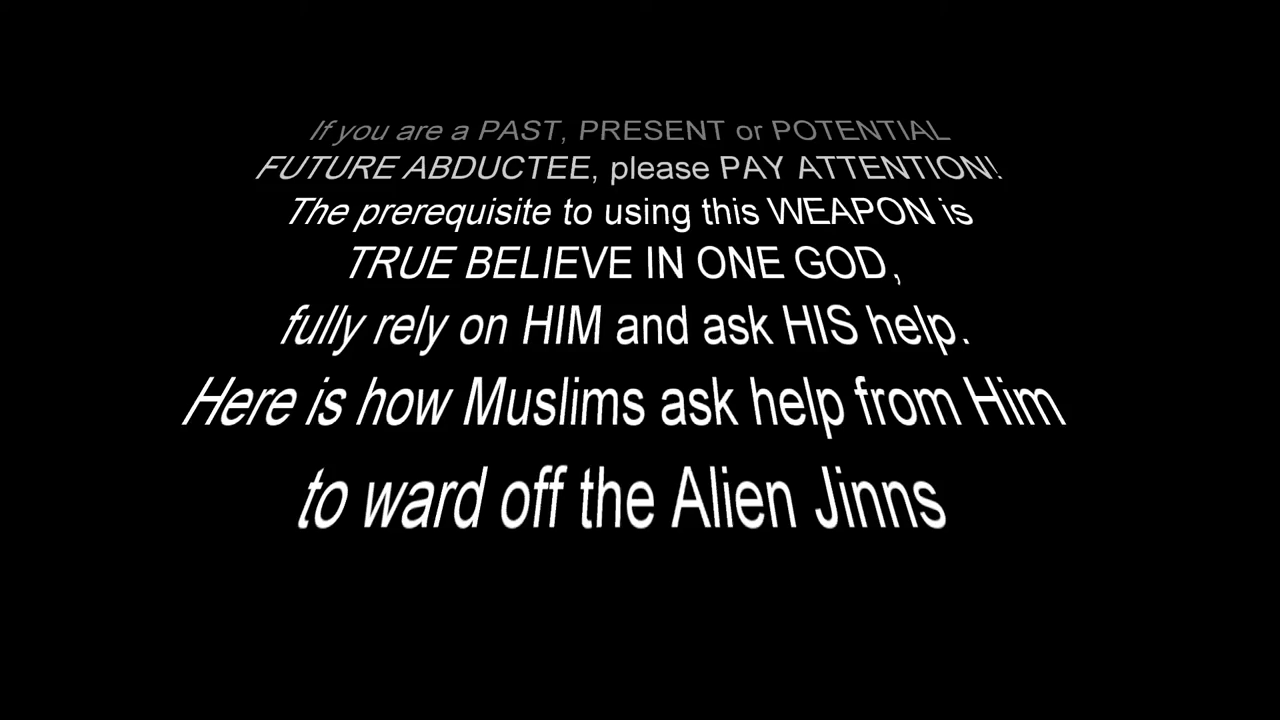 If you are a PAST, PRESENT or POTENTIAL
FUTURE ABDUCTEE, please PAY ATTENTION!
The prerequisite to using this WEAPON is
TRUE BELIEVE IN ONE GOD,
fully rely on HIM and ask HIS help.
Here is how Muslims ask help from Him
to ward off the Alien Jinns